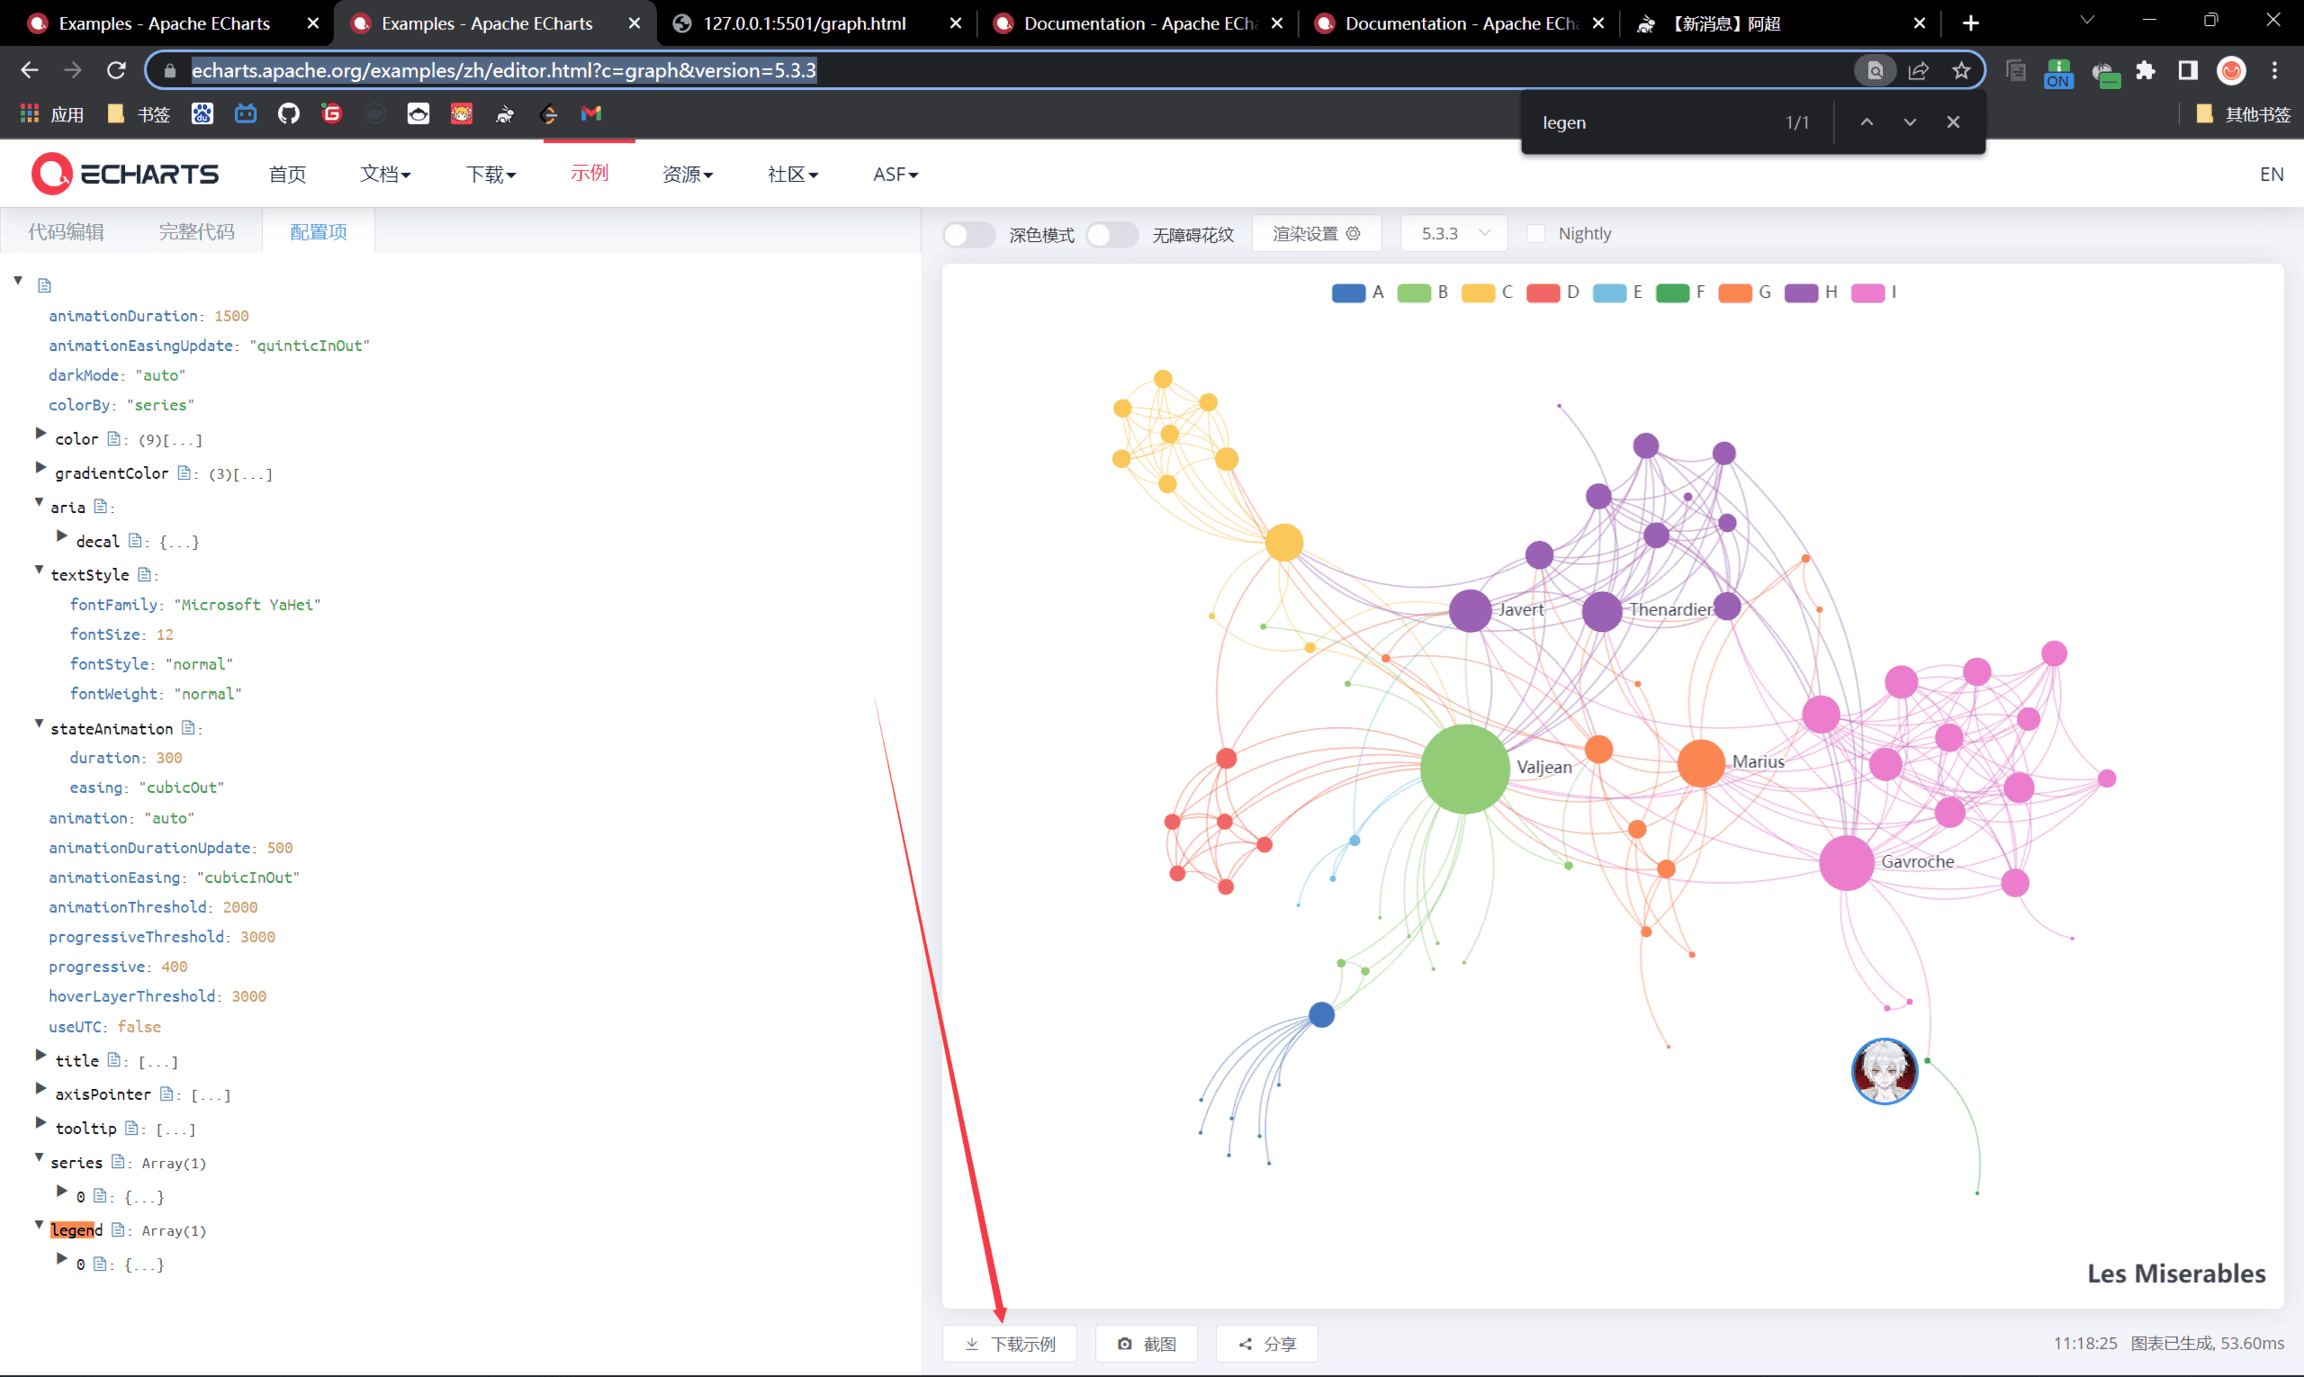 Examples - Apache ECharts
Examples - Apache ECharts
127.0.0.1:5501/graph.html
Documentation - Apache ECh
Documentation - Apache ECh
【新消息】阿超
echarts.apache.org/examples/zh/editor.html?c=graph&version=5.3.3
ON
应用 书签 du G 其他书签
legen 1/1
ECHARTS 首页 文档 下载 示例 资源 社区 ASF EN
代码编辑 完整代码 配置项
深色模式 无障碍花纹 渲染设置 5.3.3 Nightly
animationDuration: 1500
animationEasingUpdate: "quinticInOut"
darkMode: "auto"
colorBy: "series"
color : (9)[...]
gradientColor : (3)[...]
aria :
decal : {...}
textStyle :
fontFamily: "Microsoft YaHei"
fontSize: 12
fontStyle: "normal"
fontWeight: "normal"
stateAnimation :
duration: 300
easing: "cubicOut"
animation: "auto"
animationDurationUpdate: 500
animationEasing: "cubicInOut"
animationThreshold: 2000
progressiveThreshold: 3000
progressive: 400
hoverLayerThreshold: 3000
useUTC: false
title : [...]
axisPointer : [...]
tooltip : [...]
series : Array(1)
0 : {...}
legend : Array(1)
0 : {...}
A B C D E F G H I
Javert
Thenardier
Valjean
Marius
Gavroche
Les Miserables
下载示例 截图 分享
11:18:25 图表已生成, 53.60ms